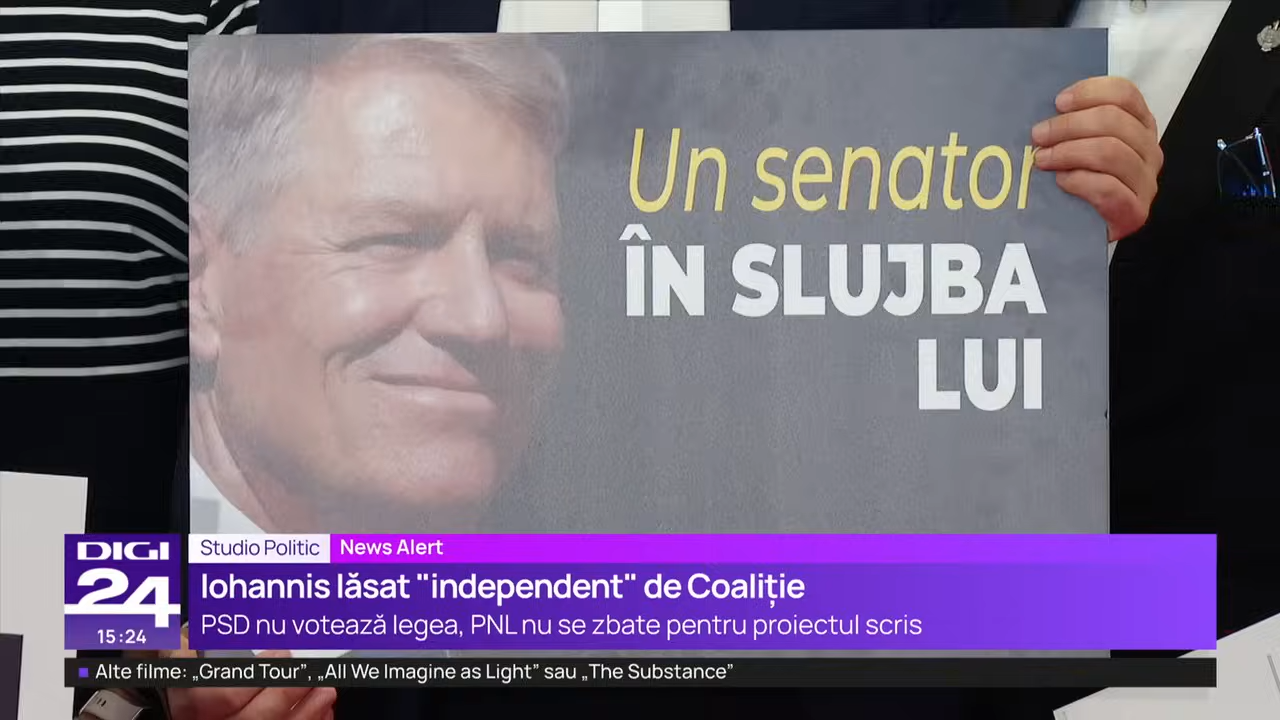 Un senator
ÎN SLUJBA
LUI
DIGI
24
15:24
Studio Politic
News Alert
Iohannis lăsat "independent" de Coaliție
PSD nu votează legea, PNL nu se zbate pentru proiectul scris
Alte filme: „Grand Tour”, „All We Imagine as Light” sau „The Substance”